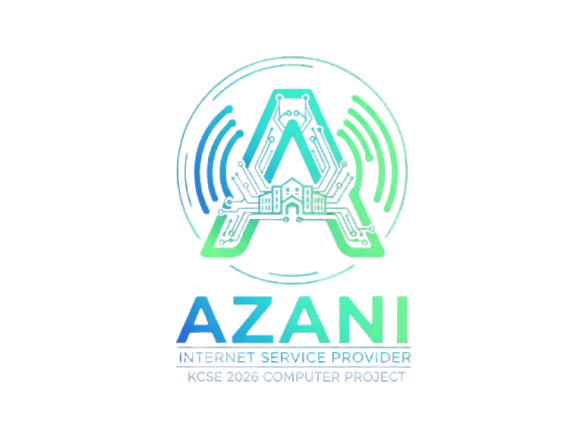 AZANI
INTERNET SERVICE PROVIDER
KCSE 2026 COMPUTER PROJECT